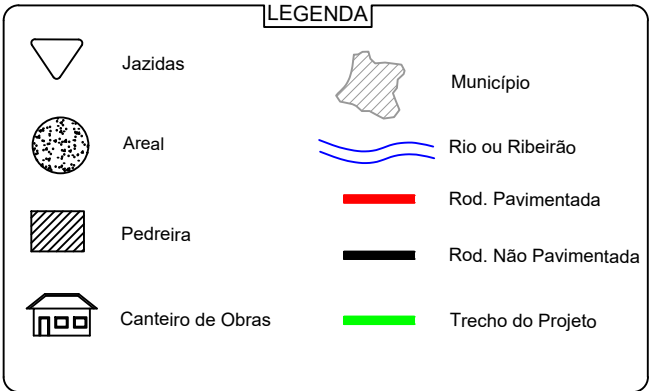 LEGENDA
Jazidas
Areal
Pedreira
Canteiro de Obras
Município
Rio ou Ribeirão
Rod. Pavimentada
Rod. Não Pavimentada
Trecho do Projeto